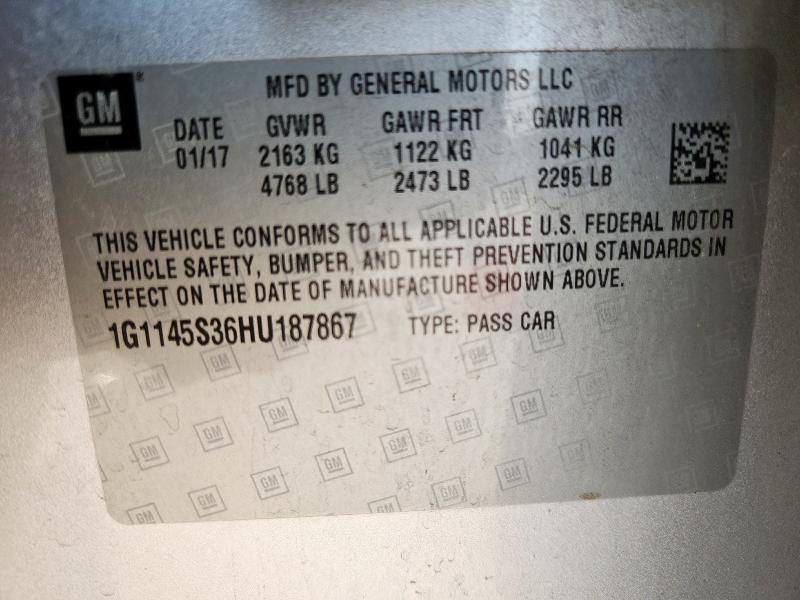 GM
MFD BY GENERAL MOTORS LLC
DATE GVWR GAWR FRT GAWR RR
01/17 2163 KG 1122 KG 1041 KG
4768 LB 2473 LB 2295 LB
THIS VEHICLE CONFORMS TO ALL APPLICABLE U.S. FEDERAL MOTOR
VEHICLE SAFETY, BUMPER, AND THEFT PREVENTION STANDARDS IN
EFFECT ON THE DATE OF MANUFACTURE SHOWN ABOVE.
1G1145S36HU187867 TYPE: PASS CAR